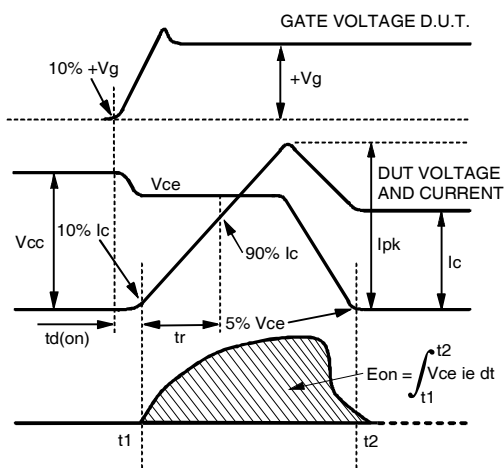 GATE VOLTAGE D.U.T.
10% +Vg
+Vg
Vce
DUT VOLTAGE
AND CURRENT
Vcc
10% Ic
90% Ic
Ipk
Ic
td(on)
tr
5% Vce
Eon = ∫ Vce ie dt
t2
t1
t1
t2